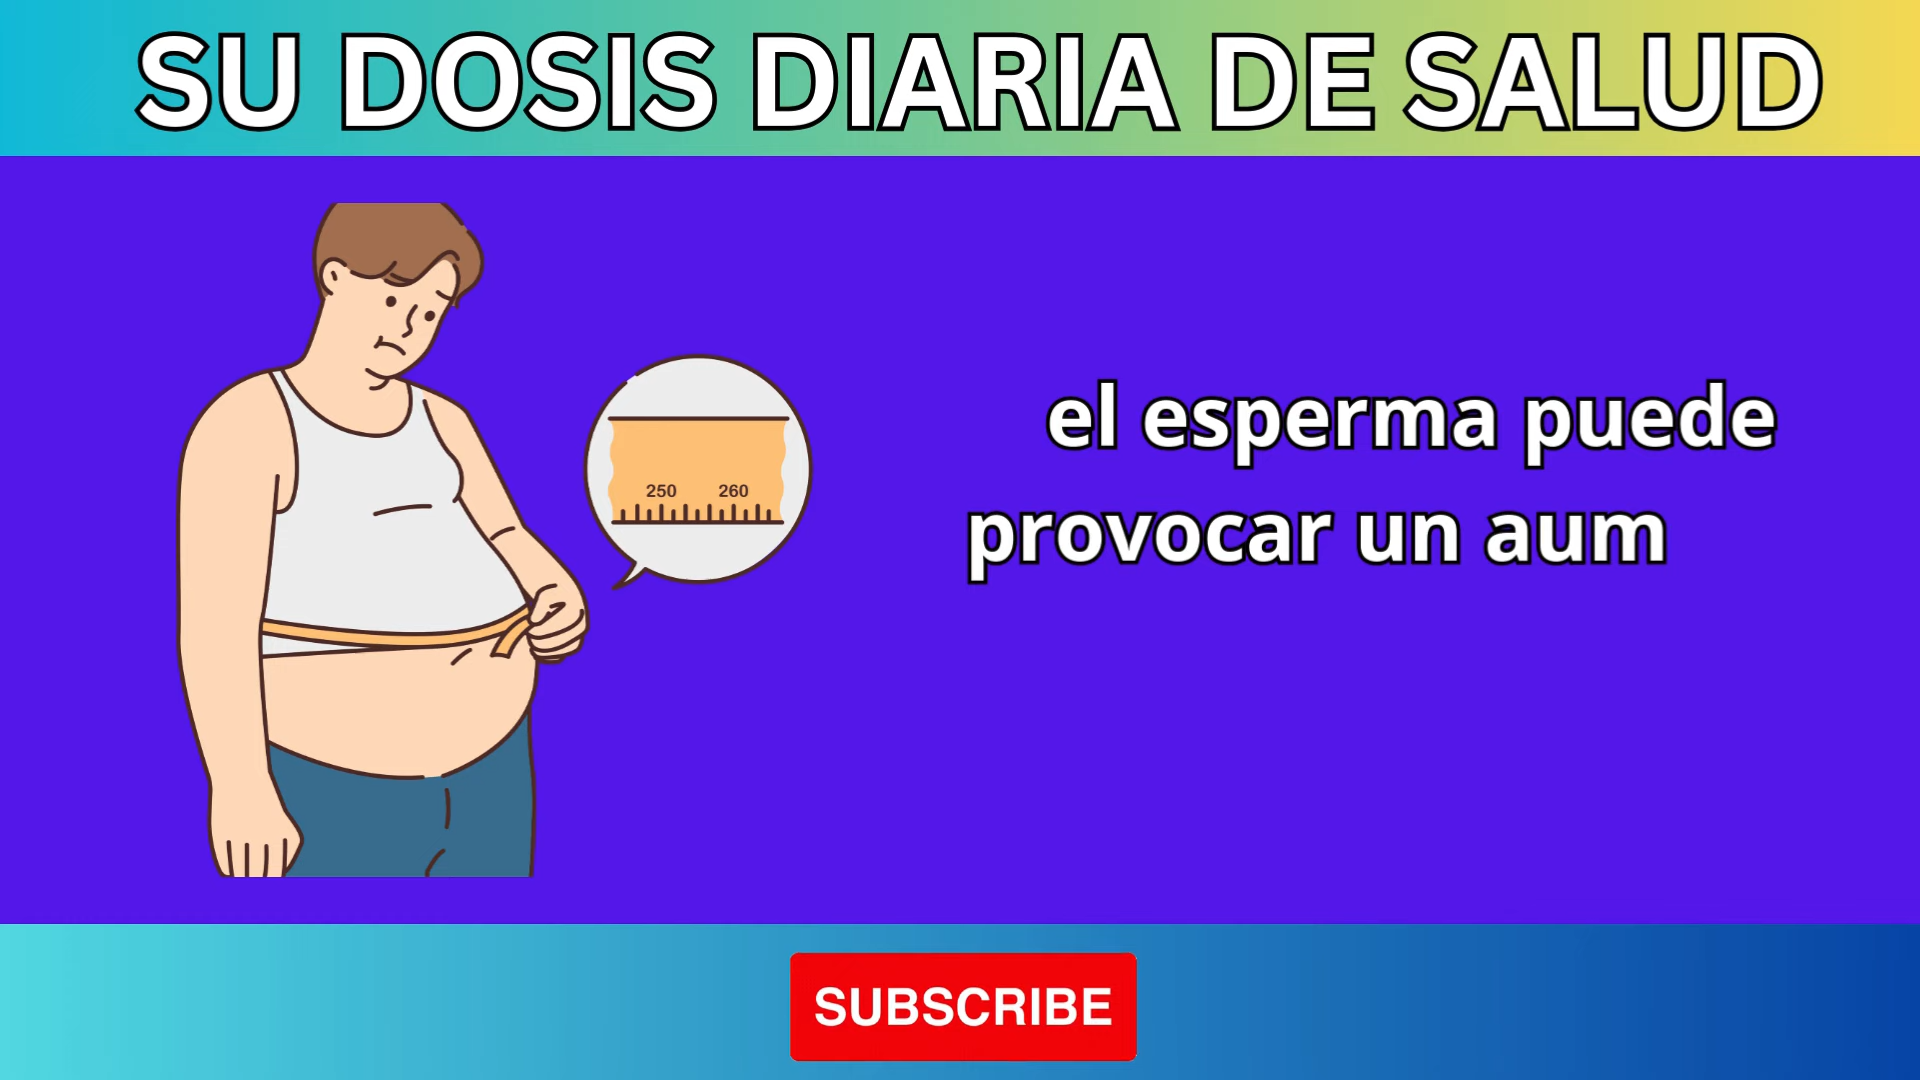 SU DOSIS DIARIA DE SALUD
el esperma puede
provocar un aum
250 260
SUBSCRIBE